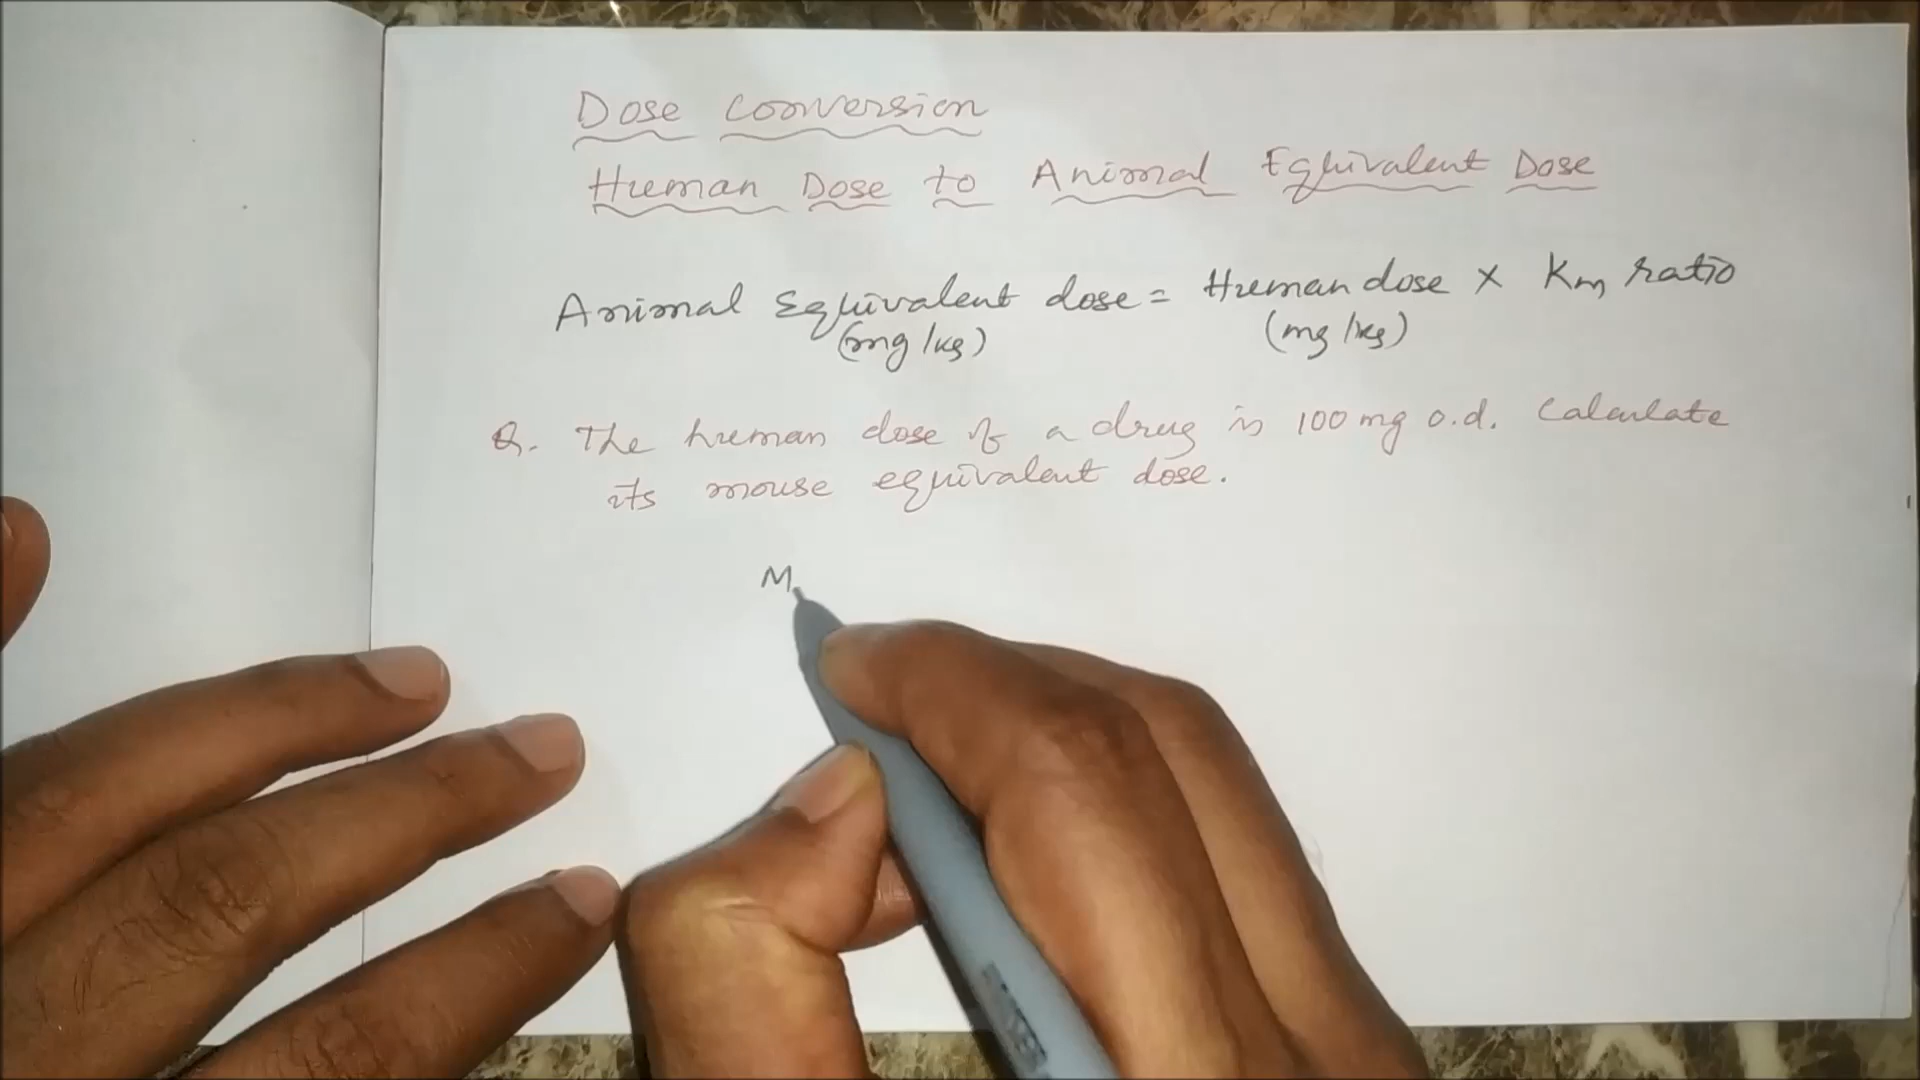 Dose Conversion
Human Dose to Animal Equivalent Dose
Animal Equivalent dose = Human dose X Km ratio
(mg/kg) (mg/kg)
Q. The human dose of a drug is 100 mg o.d. Calculate
its mouse equivalent dose.
M